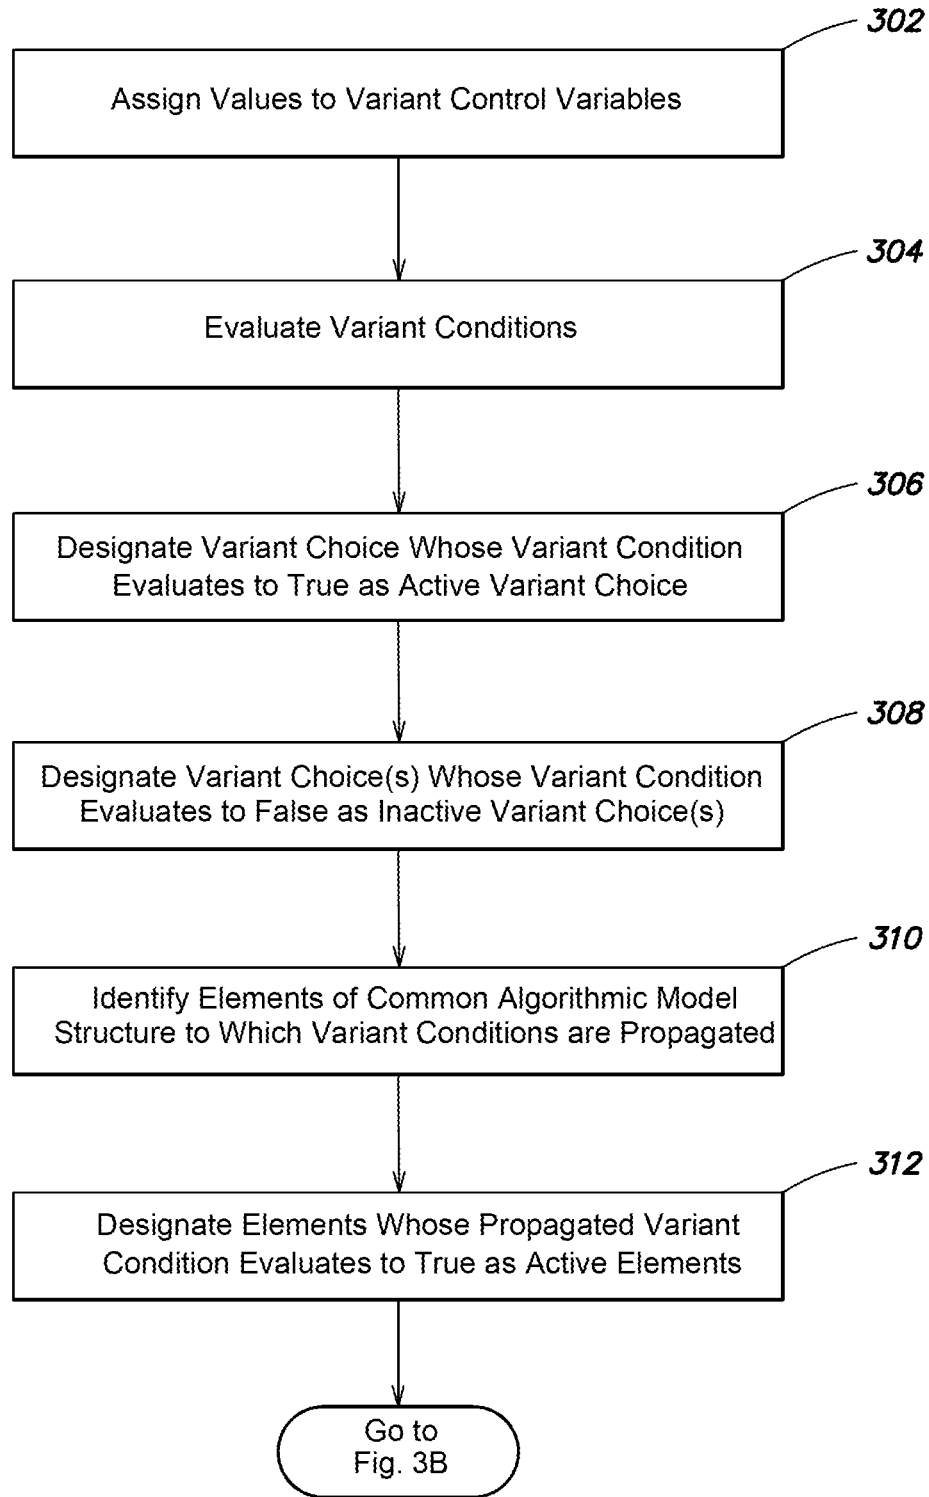 302
Assign Values to Variant Control Variables
304
Evaluate Variant Conditions
306
Designate Variant Choice Whose Variant Condition
Evaluates to True as Active Variant Choice
308
Designate Variant Choice(s) Whose Variant Condition
Evaluates to False as Inactive Variant Choice(s)
310
Identify Elements of Common Algorithmic Model
Structure to Which Variant Conditions are Propagated
312
Designate Elements Whose Propagated Variant
Condition Evaluates to True as Active Elements
Go to
Fig. 3B